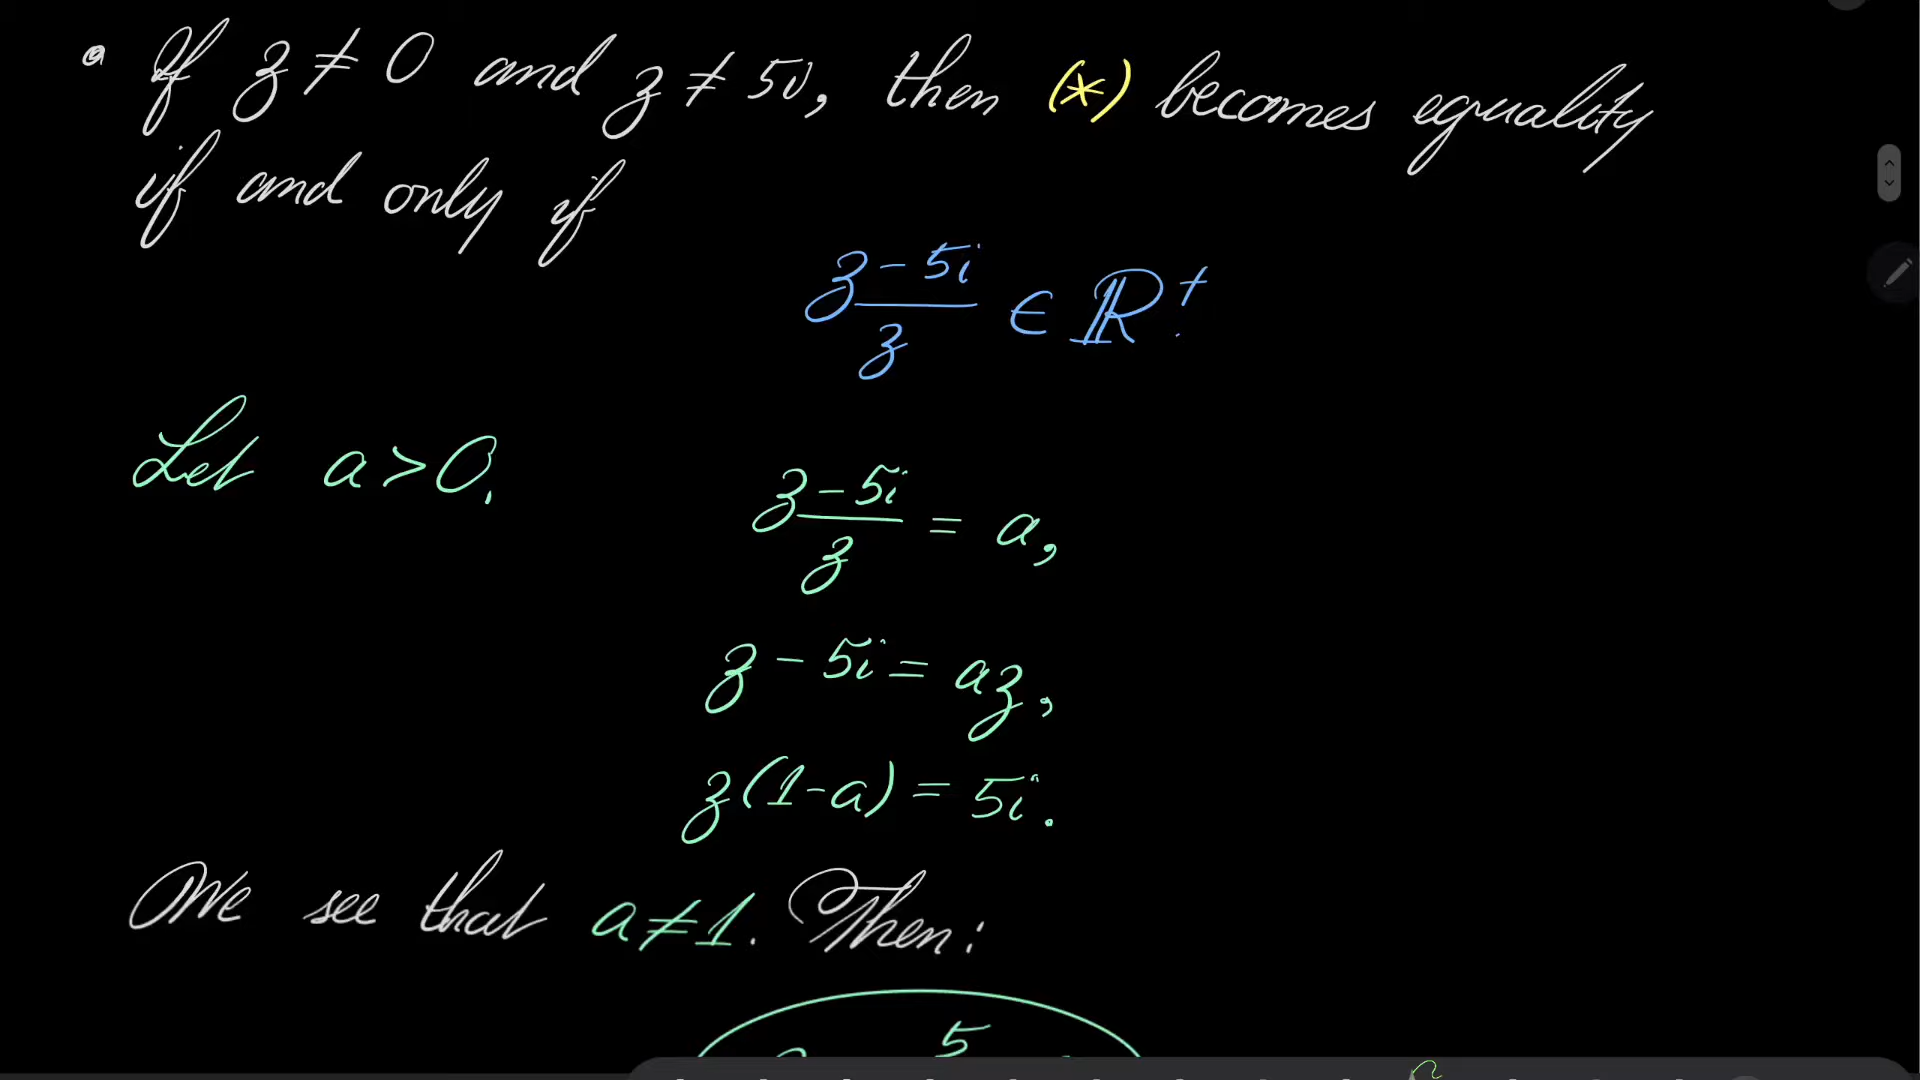 • If z ≠ 0 and z ≠ 5i, then (*) becomes equality
if and only if
(z - 5i)/z ∈ ℝ⁺.
Let a > 0.
(z - 5i)/z = a,
z - 5i = az,
z(1-a) = 5i.
We see that a ≠ 1. Then:
5